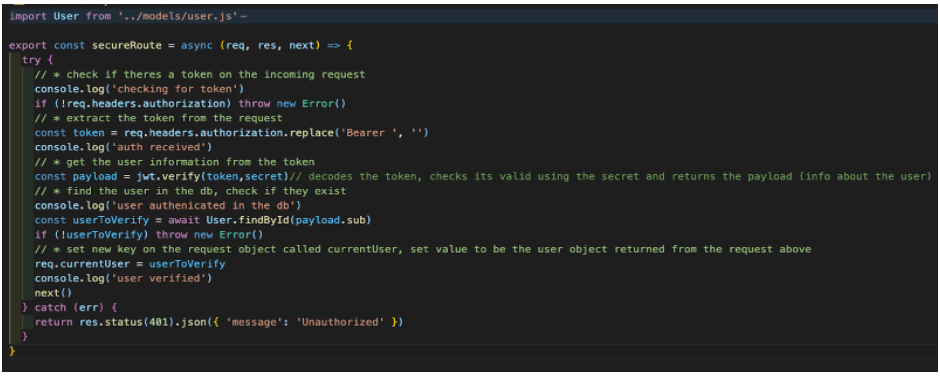 import User from '../models/user.js'⋯
export const secureRoute = async (req, res, next) => {
try {
// * check if theres a token on the incoming request
console.log('checking for token')
if (!req.headers.authorization) throw new Error()
// * extract the token from the request
const token = req.headers.authorization.replace('Bearer ', '')
console.log('auth received')
// * get the user information from the token
const payload = jwt.verify(token,secret)// decodes the token, checks its valid using the secret and returns the payload (info about the user)
// * find the user in the db, check if they exist
console.log('user authenicated in the db')
const userToVerify = await User.findById(payload.sub)
if (!userToVerify) throw new Error()
// * set new key on the request object called currentUser, set value to be the user object returned from the request above
req.currentUser = userToVerify
console.log('user verified')
next()
} catch (err) {
return res.status(401).json({ 'message': 'Unauthorized' })
}
}